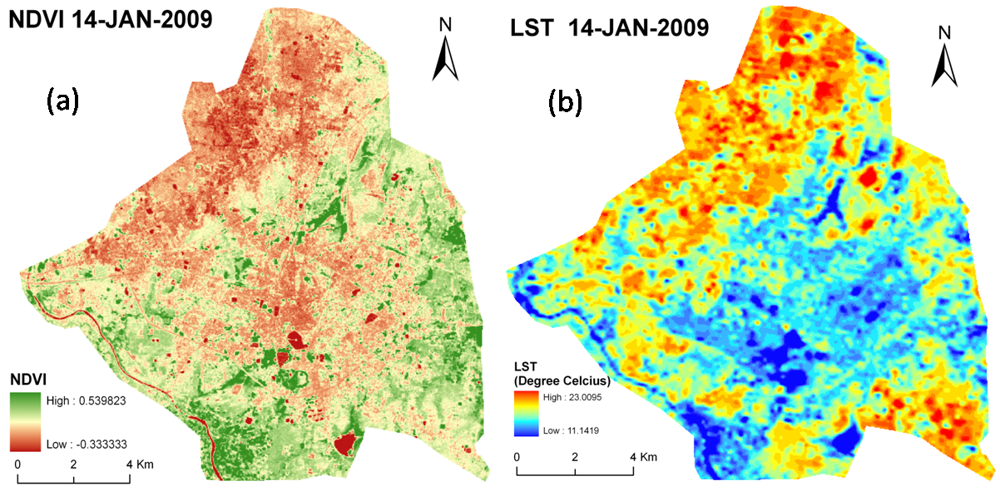 NDVI 14-JAN-2009
N
(a)
NDVI
High : 0.539823
Low : -0.333333
0 2 4 Km
LST 14-JAN-2009
N
(b)
LST
(Degree Celcius)
High : 23.0095
Low : 11.1419
0 2 4 Km